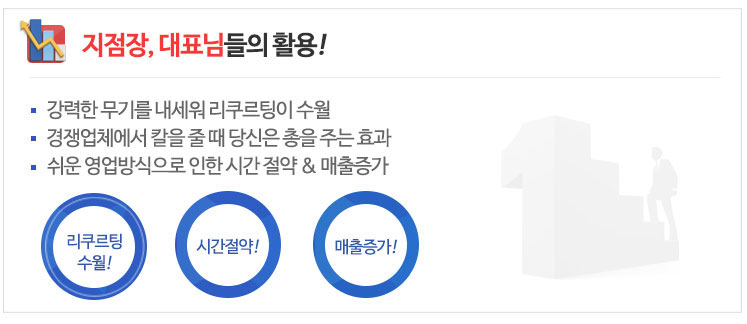 지점장, 대표님들의 활용!
강력한 무기를 내세워 리쿠르팅이 수월
경쟁업체에서 칼을 줄 때 당신은 총을 주는 효과
쉬운 영업방식으로 인한 시간 절약 & 매출증가
리쿠르팅
수월!
시간절약!
매출증가!